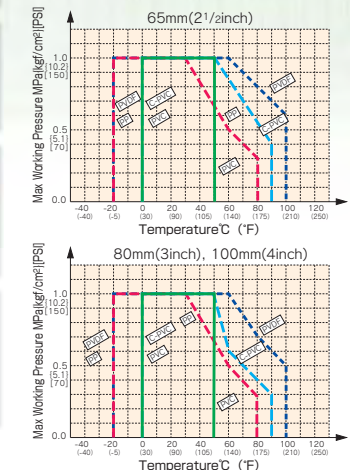 65mm(2¹/2inch)
Max Working Pressure MPa[kgf/cm²][PSI]
1.0
[10.2]
[150]
0.5
[5.1]
[70]
0.0
PVDF
PP
C-PVC
PVC
PP
PVDF
C-PVC
PVC
-40 -20 0 20 40 60 80 100 120
(-40) (-5) (30) (90) (105) (140) (175) (210) (250)
Temperature℃ (°F)
80mm(3inch), 100mm(4inch)
Max Working Pressure MPa[kgf/cm²][PSI]
1.0
[10.2]
[150]
0.5
[5.1]
[70]
0.0
PVDF
PP
C-PVC
PVC
PP
PVDF
C-PVC
PVC
-40 -20 0 20 40 60 80 100 120
(-40) (-5) (30) (90) (105) (140) (175) (210) (250)
Temperature℃ (°F)